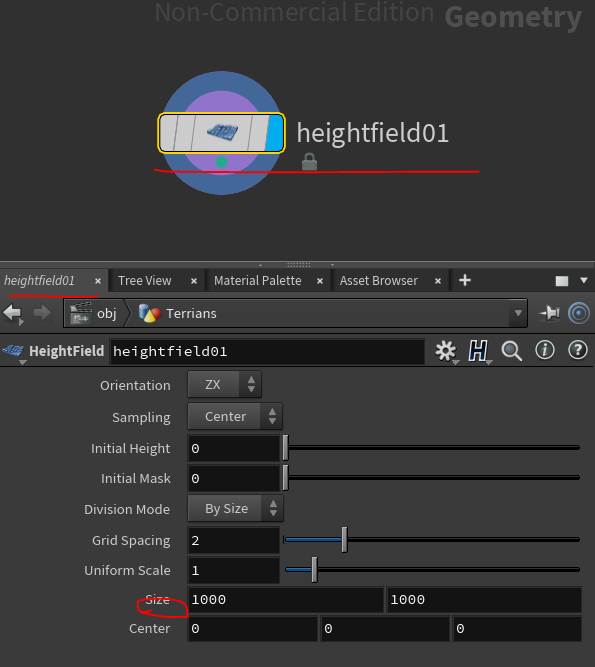 Non-Commercial Edition Geometry
heightfield01
heightfield01 × Tree View × Material Palette × Asset Browser × +
obj Terrians
HeightField heightfield01
Orientation ZX
Sampling Center
Initial Height 0
Initial Mask 0
Division Mode By Size
Grid Spacing 2
Uniform Scale 1
Size 1000 1000
Center 0 0 0